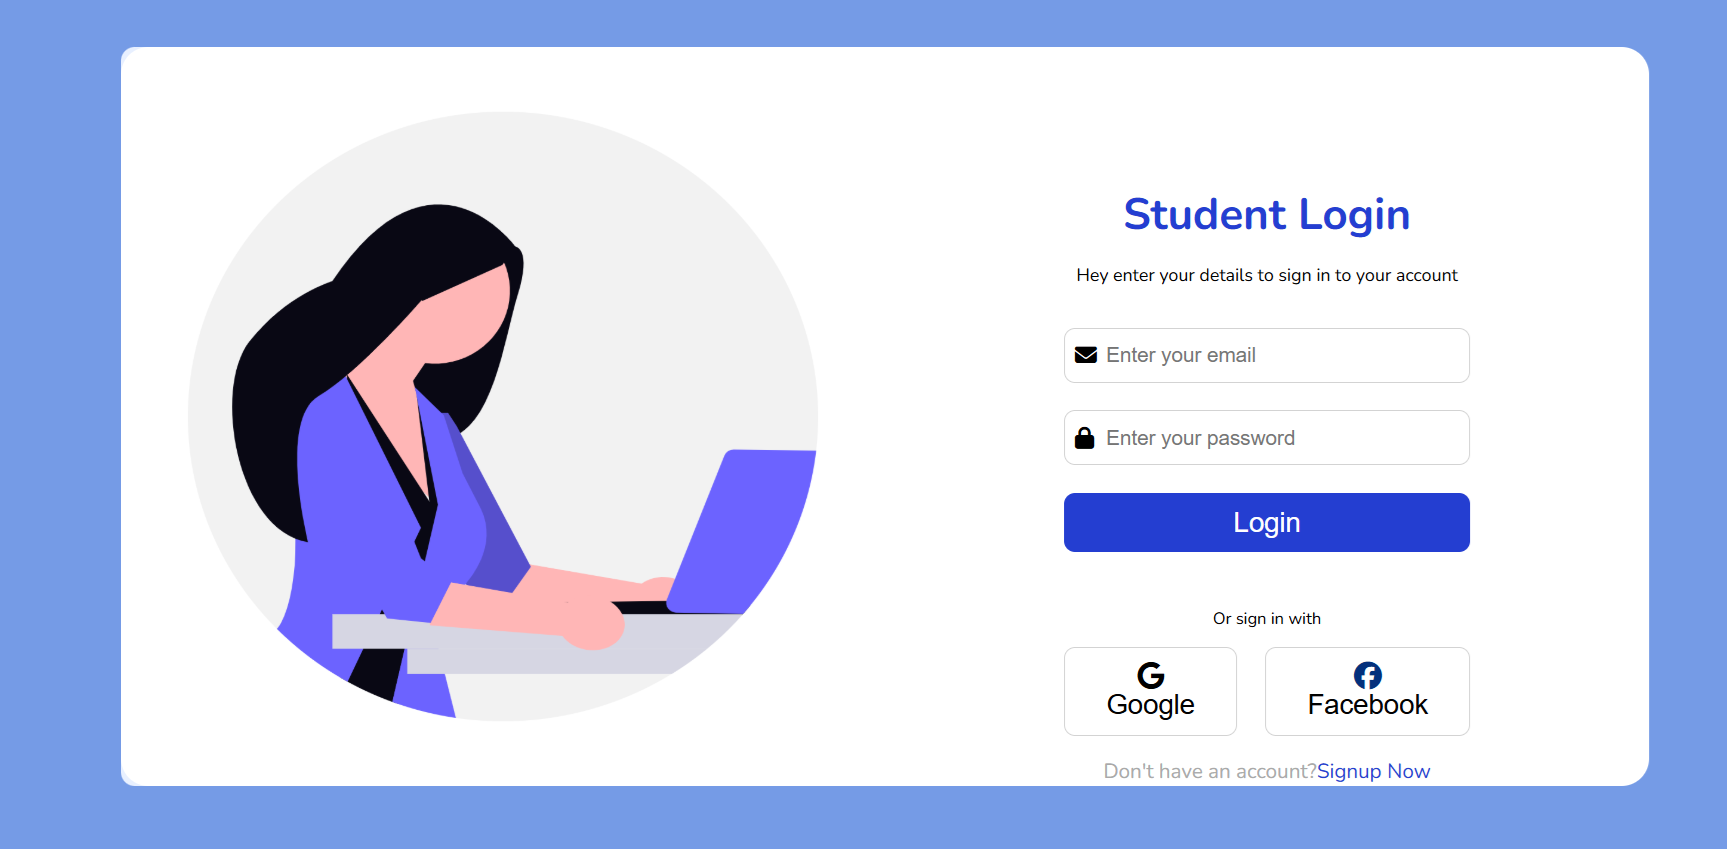 Student Login
Hey enter your details to sign in to your account
Enter your email
Enter your password
Login
Or sign in with
Google
Facebook
Don't have an account?Signup Now